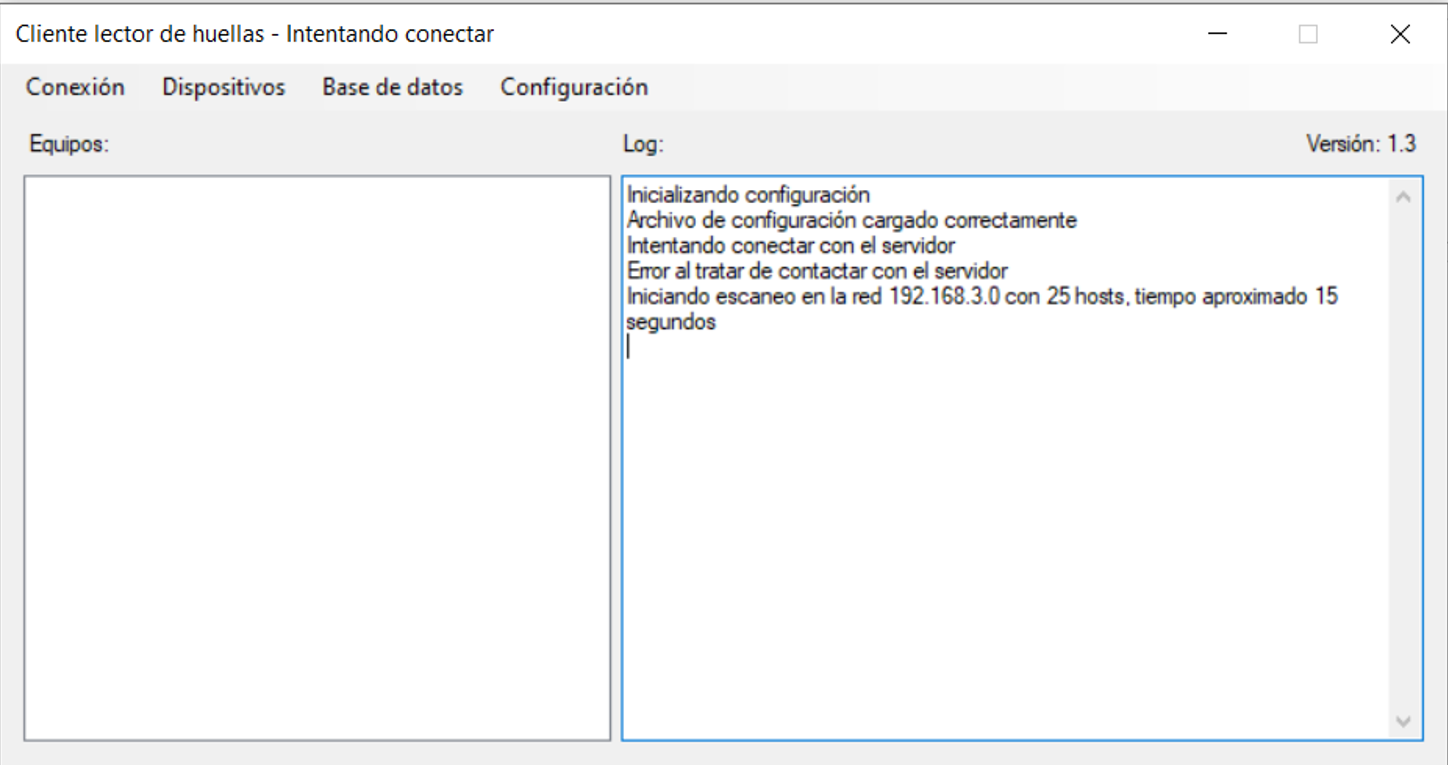 Cliente lector de huellas - Intentando conectar
Conexión Dispositivos Base de datos Configuración
Equipos: Log: Versión: 1.3
Inicializando configuración
Archivo de configuración cargado correctamente
Intentando conectar con el servidor
Error al tratar de contactar con el servidor
Iniciando escaneo en la red 192.168.3.0 con 25 hosts, tiempo aproximado 15
segundos